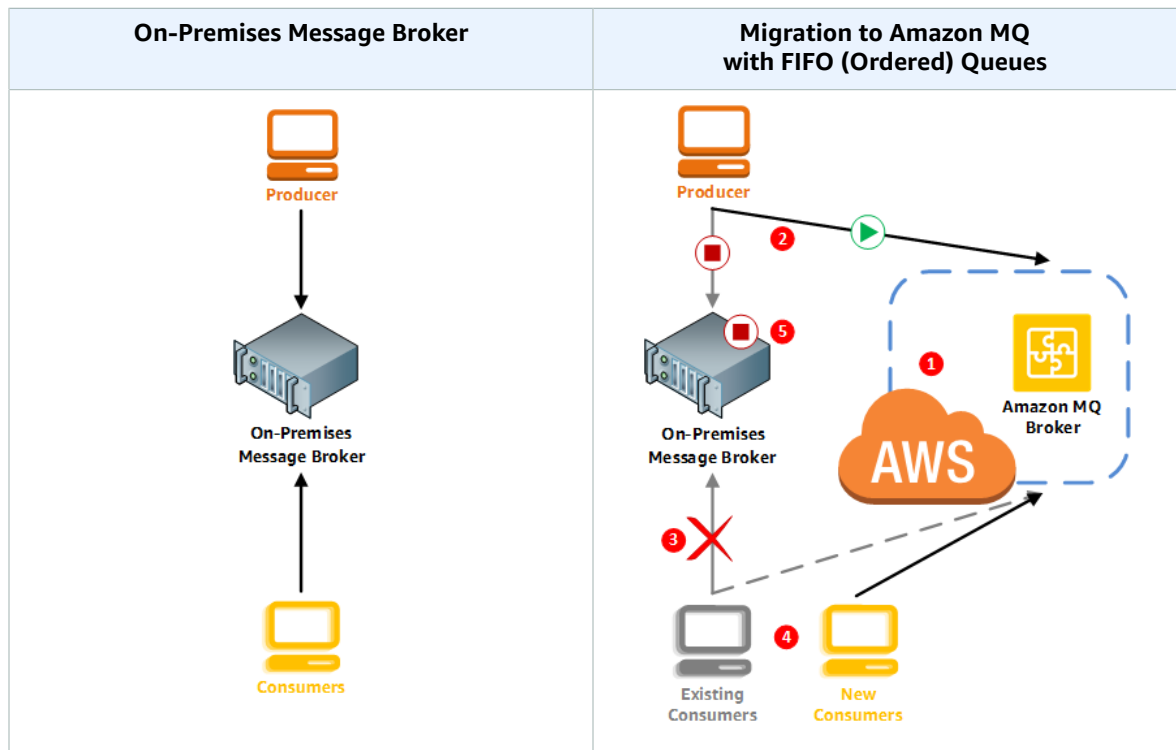 On-Premises Message Broker
Migration to Amazon MQ
with FIFO (Ordered) Queues
Producer
On-Premises
Message Broker
Consumers
Producer
2
5
On-Premises
Message Broker
1
Amazon MQ
Broker
AWS
3
4
Existing
Consumers
New
Consumers